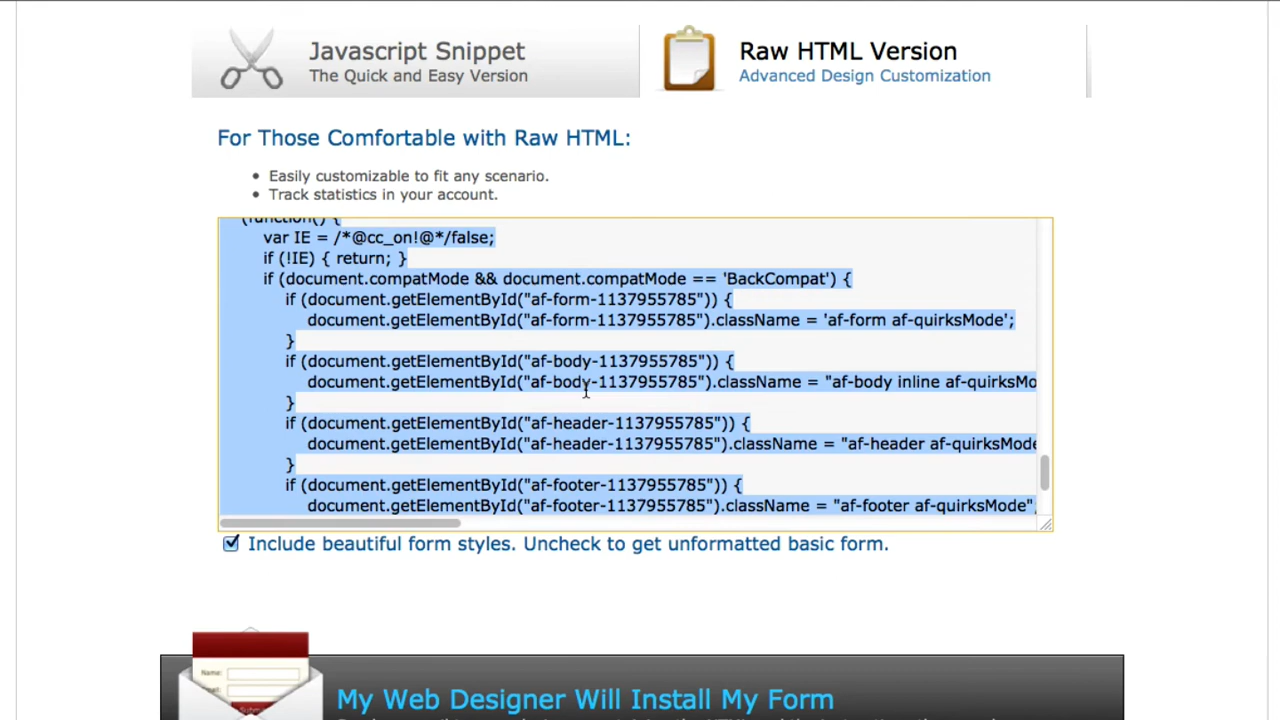 Javascript Snippet
The Quick and Easy Version
Raw HTML Version
Advanced Design Customization
For Those Comfortable with Raw HTML:
• Easily customizable to fit any scenario.
• Track statistics in your account.
(function() {
var IE = /*@cc_on!@*/false;
if (!IE) { return; }
if (document.compatMode && document.compatMode == 'BackCompat') {
if (document.getElementById("af-form-1137955785")) {
document.getElementById("af-form-1137955785").className = 'af-form af-quirksMode';
}
if (document.getElementById("af-body-1137955785")) {
document.getElementById("af-body-1137955785").className = "af-body inline af-quirksMo
}
if (document.getElementById("af-header-1137955785")) {
document.getElementById("af-header-1137955785").className = "af-header af-quirksMode
}
if (document.getElementById("af-footer-1137955785")) {
document.getElementById("af-footer-1137955785").className = "af-footer af-quirksMode"
Include beautiful form styles. Uncheck to get unformatted basic form.
Name:
My Web Designer Will Install My Form